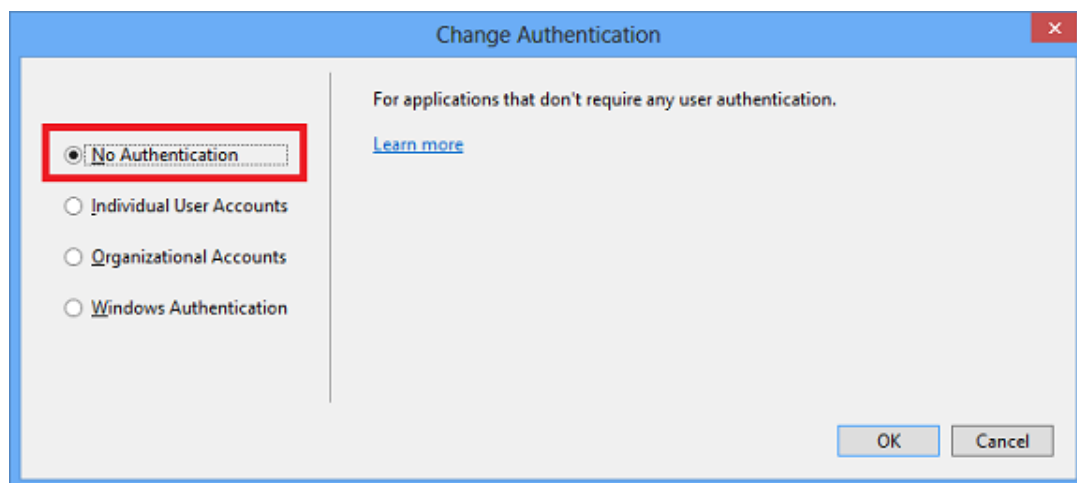 Change Authentication
For applications that don't require any user authentication.
Learn more
No Authentication
Individual User Accounts
Organizational Accounts
Windows Authentication
OK
Cancel